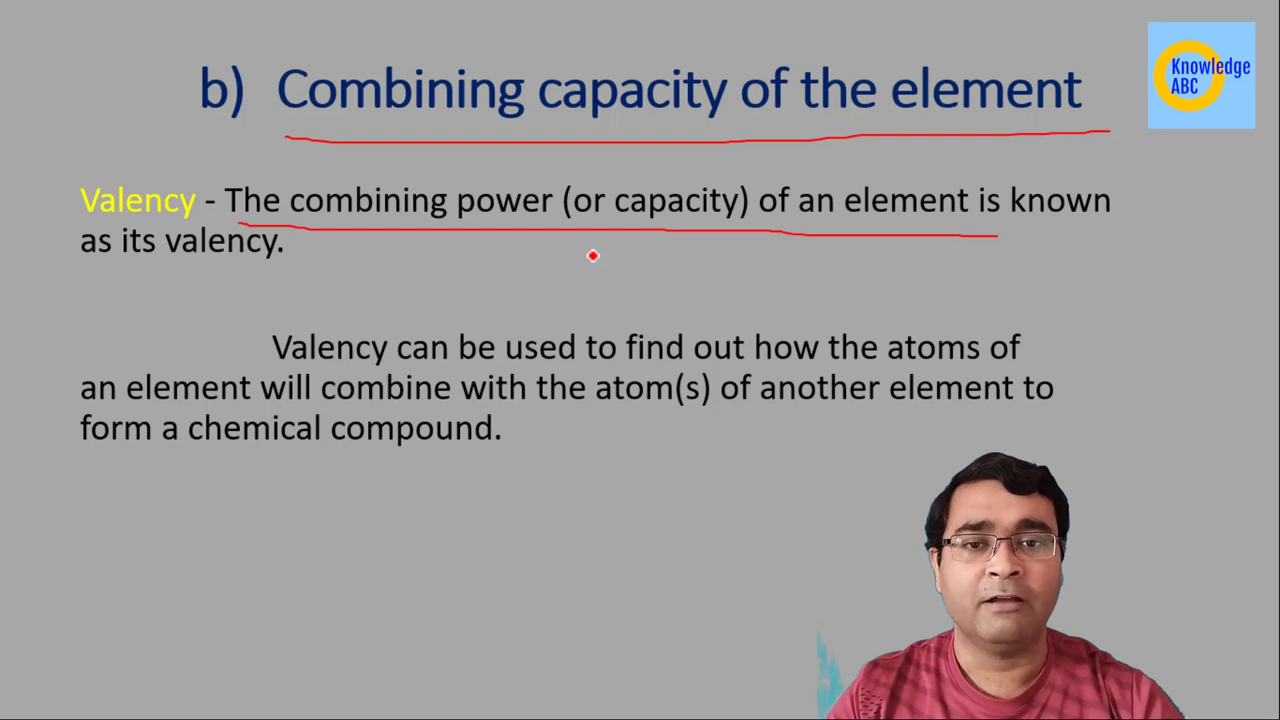 b) Combining capacity of the element
Knowledge
ABC
Valency - The combining power (or capacity) of an element is known
as its valency.
Valency can be used to find out how the atoms of
an element will combine with the atom(s) of another element to
form a chemical compound.